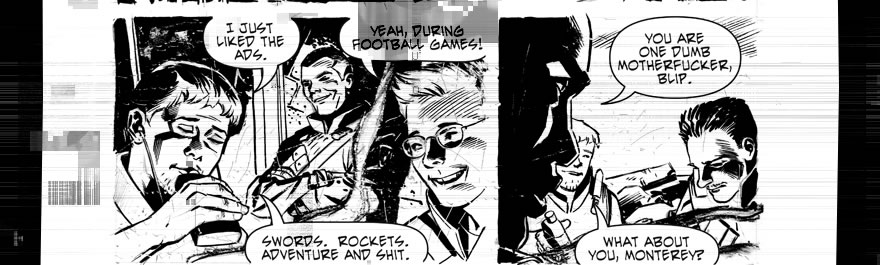 I JUST
LIKED THE
ADS.
YEAH, DURING
FOOTBALL GAMES!
SWORDS. ROCKETS.
ADVENTURE AND SHIT.
YOU ARE
ONE DUMB
MOTHERFUCKER,
BLIP.
WHAT ABOUT
YOU, MONTEREY?